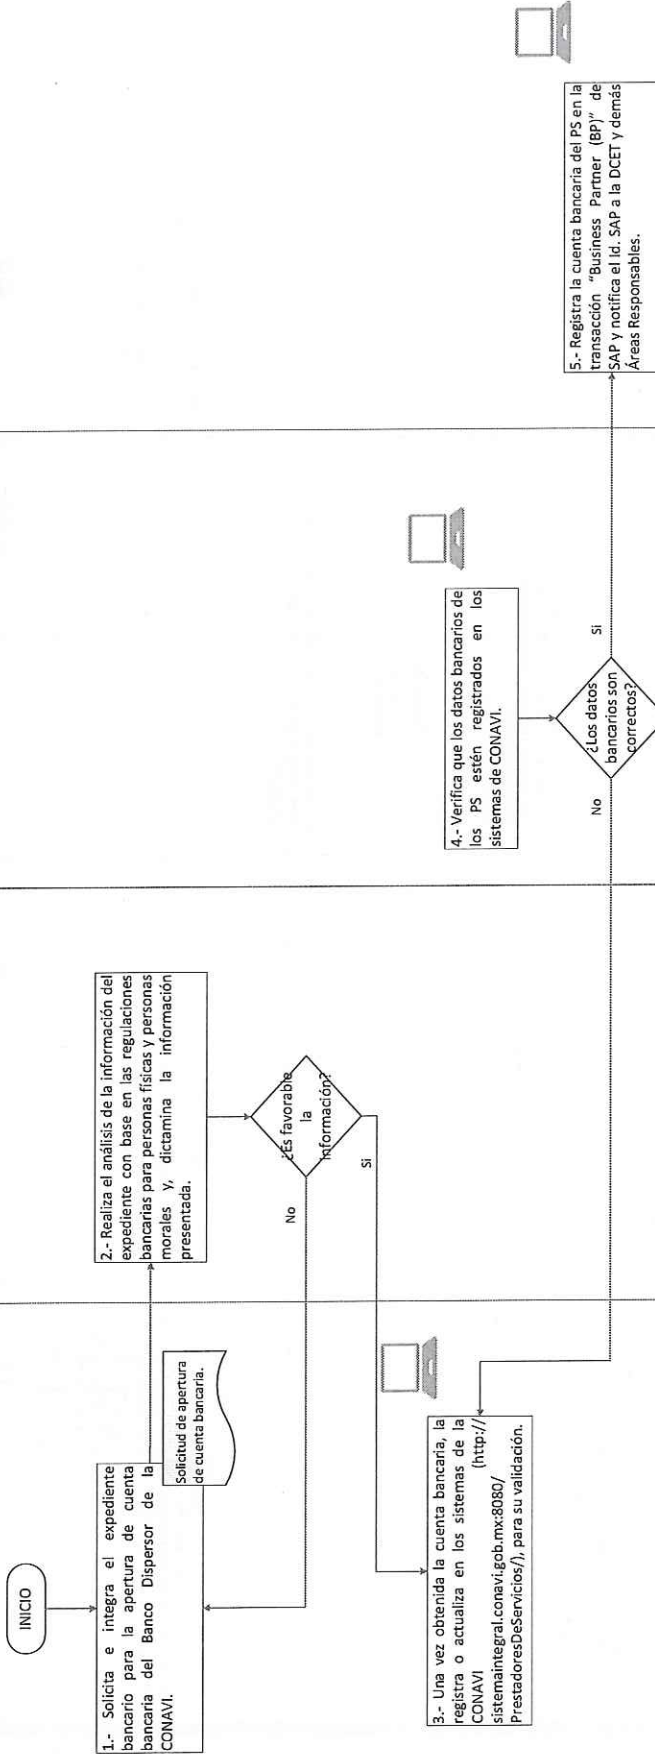 INICIO
1.- Solicita e integra el expediente
bancario para la apertura de cuenta
bancaria del Banco Dispersor de la
CONAVI.
Solicitud de apertura
de cuenta bancaria.
2.- Realiza el análisis de la información del
expediente con base en las regulaciones
bancarias para personas físicas y personas
morales y, dictamina la información
presentada.
¿Es favorable
la
información?
No
Si
3.- Una vez obtenida la cuenta bancaria, la
registra o actualiza en los sistemas de la
CONAVI (http://
sistemaintegral.conavi.gob.mx:8080/
PrestadoresDeServicios/), para su validación.
4.- Verifica que los datos bancarios de
los PS estén registrados en los
sistemas de CONAVI.
¿Los datos
bancarios son
correctos?
No
Si
5.- Registra la cuenta bancaria del PS en la
transacción "Business Partner (BP)" de
SAP y notifica el Id. SAP a la DCET y demás
Áreas Responsables.